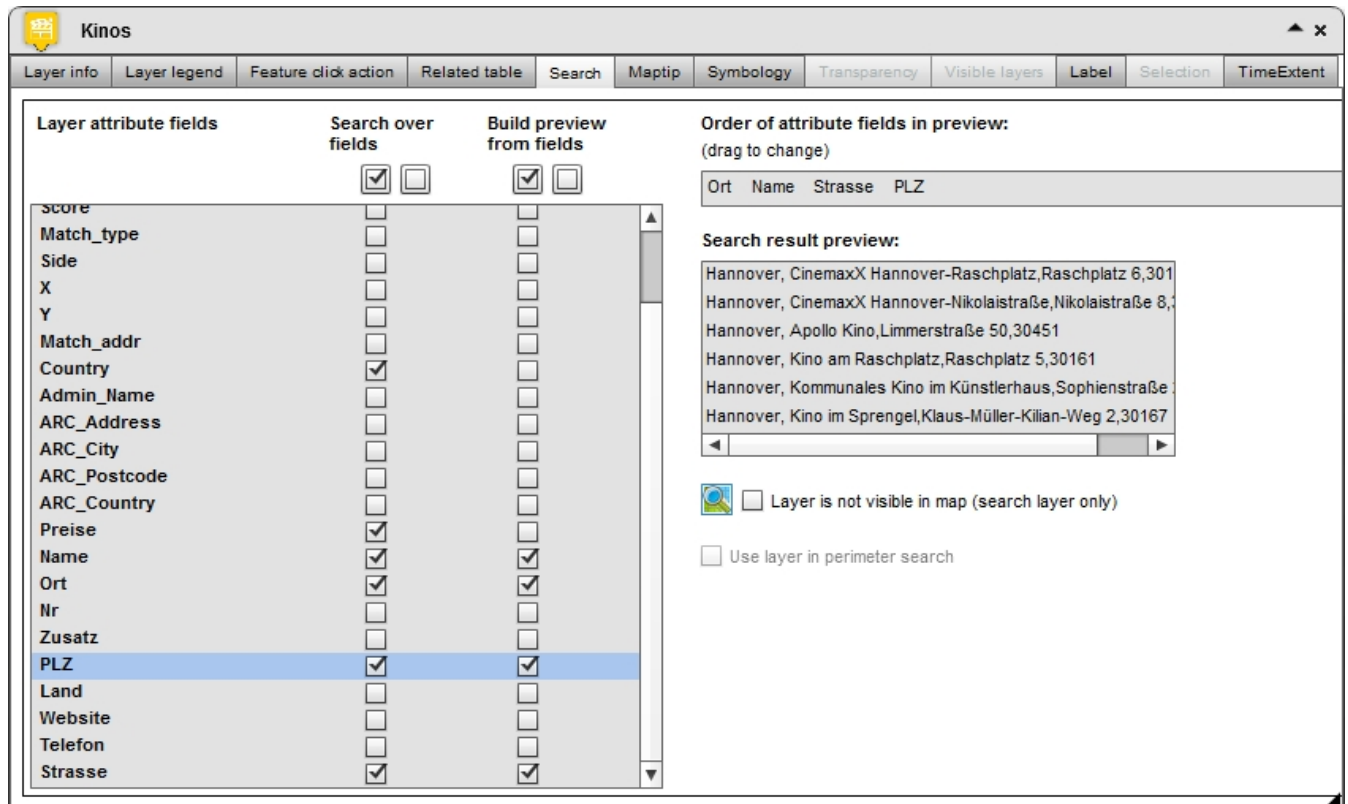 Kinos
Layer info Layer legend Feature click action Related table Search Maptip Symbology Transparency Visible layers Label Selection TimeExtent
Layer attribute fields
Search over
fields
Build preview
from fields
Score
Match_type
Side
X
Y
Match_addr
Country
Admin_Name
ARC_Address
ARC_City
ARC_Postcode
ARC_Country
Preise
Name
Ort
Nr
Zusatz
PLZ
Land
Website
Telefon
Strasse
Order of attribute fields in preview:
(drag to change)
Ort Name Strasse PLZ
Search result preview:
Hannover, CinemaxX Hannover-Raschplatz,Raschplatz 6,301
Hannover, CinemaxX Hannover-Nikolaistraße,Nikolaistraße 8,
Hannover, Apollo Kino,Limmerstraße 50,30451
Hannover, Kino am Raschplatz,Raschplatz 5,30161
Hannover, Kommunales Kino im Künstlerhaus,Sophienstraße
Hannover, Kino im Sprengel,Klaus-Müller-Kilian-Weg 2,30167
Layer is not visible in map (search layer only)
Use layer in perimeter search